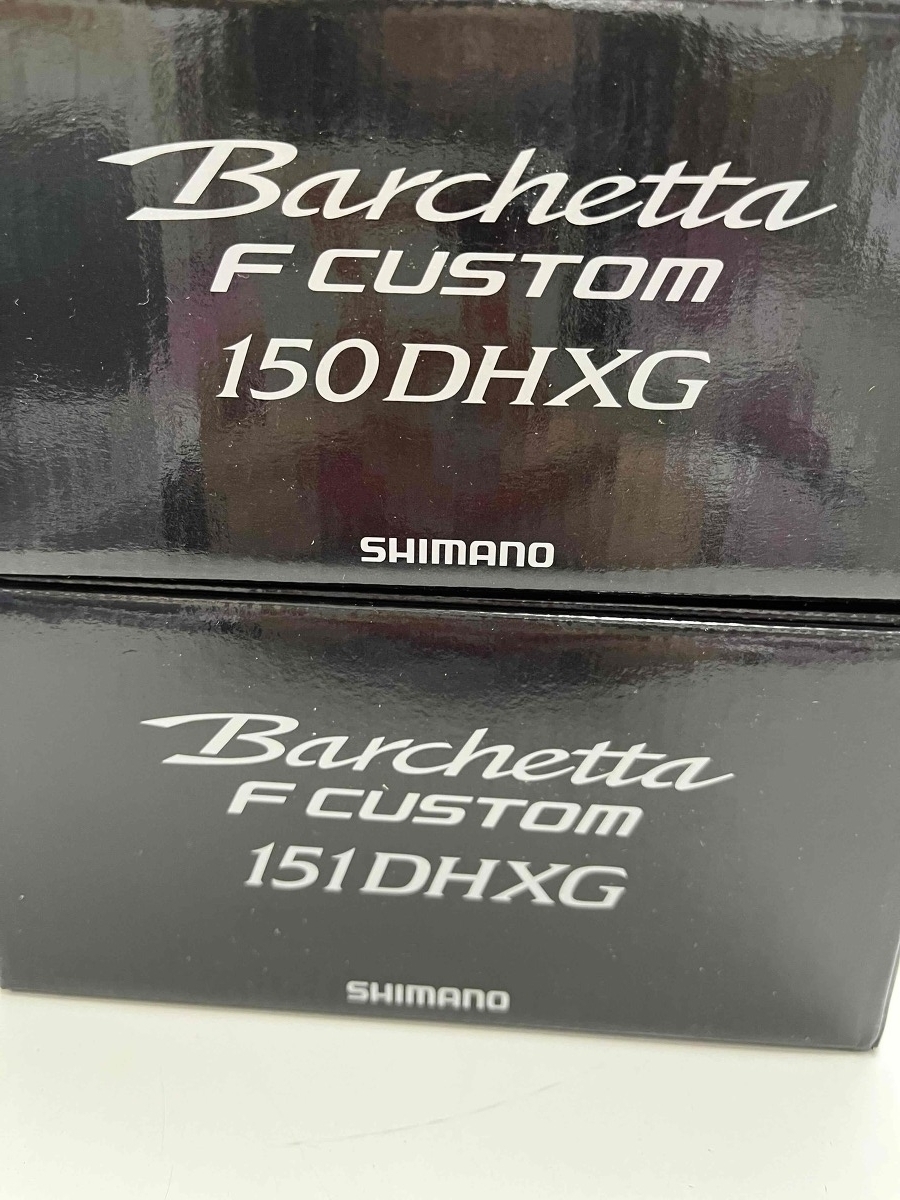 Barchetta
F CUSTOM
150DHXG
SHIMANO
Barchetta
F CUSTOM
151DHXG
SHIMANO